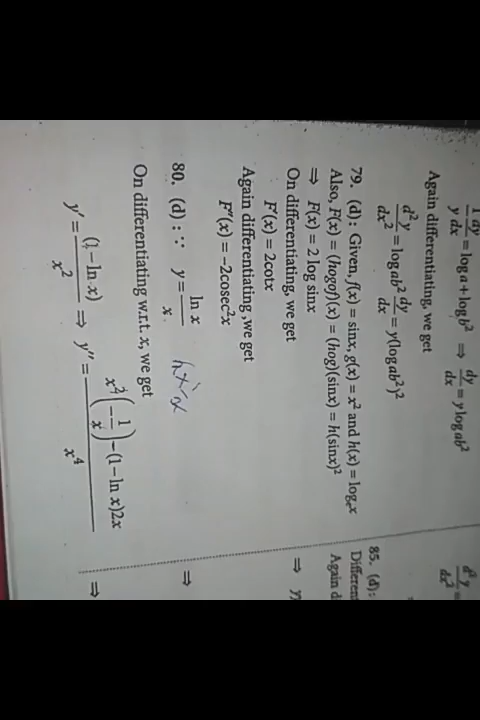 1/y dy/dx = log a + log b² ⇒ dy/dx = y log ab²
Again differentiating, we get
d²y/dx² = log ab² dy/dx = y(log ab²)²
79. (d) : Given, f(x) = sinx, g(x) = x² and h(x) = logₑx
Also, F(x) = (hogof)(x) = (hog)(sinx) = h(sinx)²
⇒ F(x) = 2 log sinx
On differentiating, we get
F'(x) = 2cotx
Again differentiating, we get
F''(x) = –2cosec²x
80. (d) : ∵ y = ln x / x
On differentiating w.r.t. x, we get
y' = (1 – ln x) / x² ⇒ y'' = (x²(–1/x) – (1 – ln x)2x) / x⁴
d²y/dx² =
85. (d) :
Again d
⇒
⇒
⇒